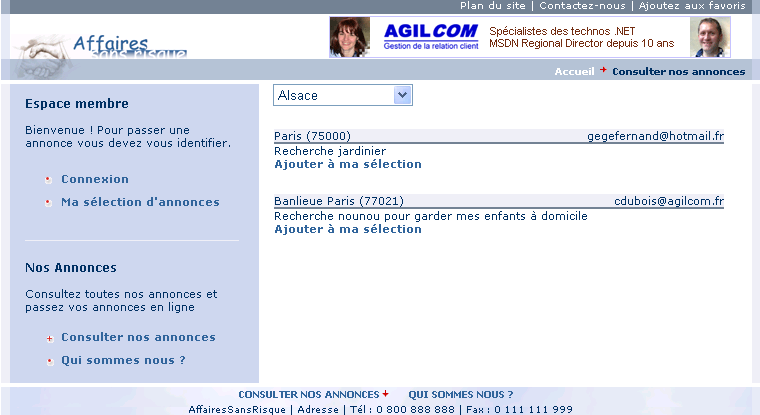 Plan du site | Contactez-nous | Ajoutez aux favoris
Affaires
sans risque
AGILCOM
Gestion de la relation client
Spécialistes des technos .NET
MSDN Regional Director depuis 10 ans
Accueil Consulter nos annonces
Espace membre
Bienvenue ! Pour passer une
annonce vous devez vous identifier.
Connexion
Ma sélection d'annonces
Nos Annonces
Consultez toutes nos annonces et
passez vos annonces en ligne
Consulter nos annonces
Qui sommes nous ?
Alsace
Paris (75000) gegefernand@hotmail.fr
Recherche jardinier
Ajouter à ma sélection
Banlieue Paris (77021) cdubois@agilcom.fr
Recherche nounou pour garder mes enfants à domicile
Ajouter à ma sélection
CONSULTER NOS ANNONCES QUI SOMMES NOUS ?
AffairesSansRisque | Adresse | Tél : 0 800 888 888 | Fax : 0 111 111 999